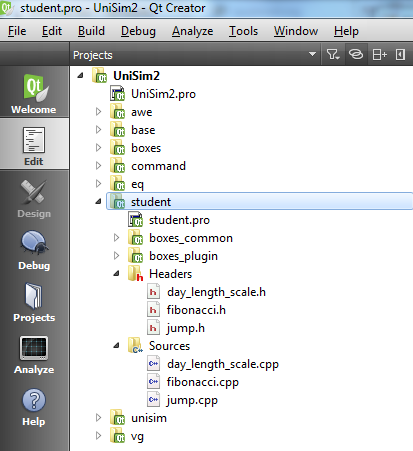 student.pro - UniSim2 - Qt Creator
File Edit Build Debug Analyze Tools Window Help
Projects
UniSim2
UniSim2.pro
awe
base
boxes
command
eq
student
student.pro
boxes_common
boxes_plugin
Headers
day_length_scale.h
fibonacci.h
jump.h
Sources
day_length_scale.cpp
fibonacci.cpp
jump.cpp
unisim
vg
Welcome
Edit
Design
Debug
Projects
Analyze
Help